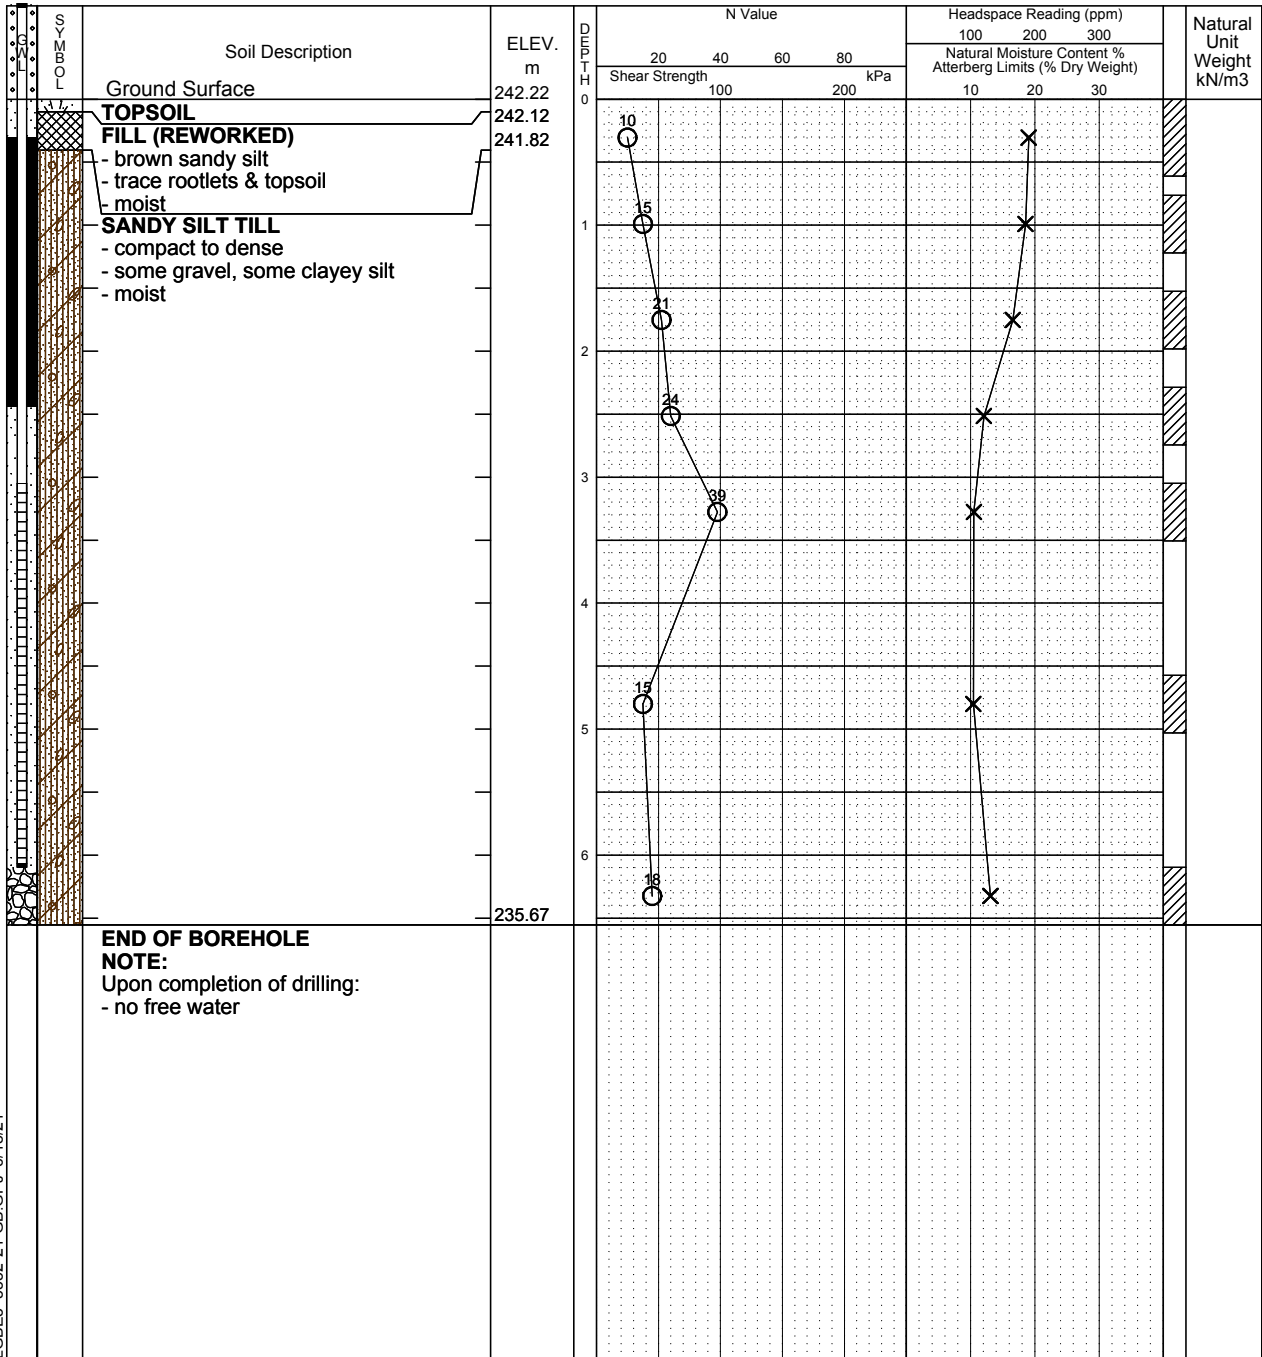 GWL
SYMBOL
Soil Description
ELEV.
m
DEPTH
N Value
20 40 60 80
Shear Strength kPa
100 200
Headspace Reading (ppm)
100 200 300
Natural Moisture Content %
Atterberg Limits (% Dry Weight)
10 20 30
Natural
Unit
Weight
kN/m3
Ground Surface
242.22
0
TOPSOIL
242.12
FILL (REWORKED)
241.82
- brown sandy silt
- trace rootlets & topsoil
- moist
SANDY SILT TILL
- compact to dense
- some gravel, some clayey silt
- moist
10
15
1
21
2
24
3
39
4
15
5
6
18
235.67
END OF BOREHOLE
NOTE:
Upon completion of drilling:
- no free water